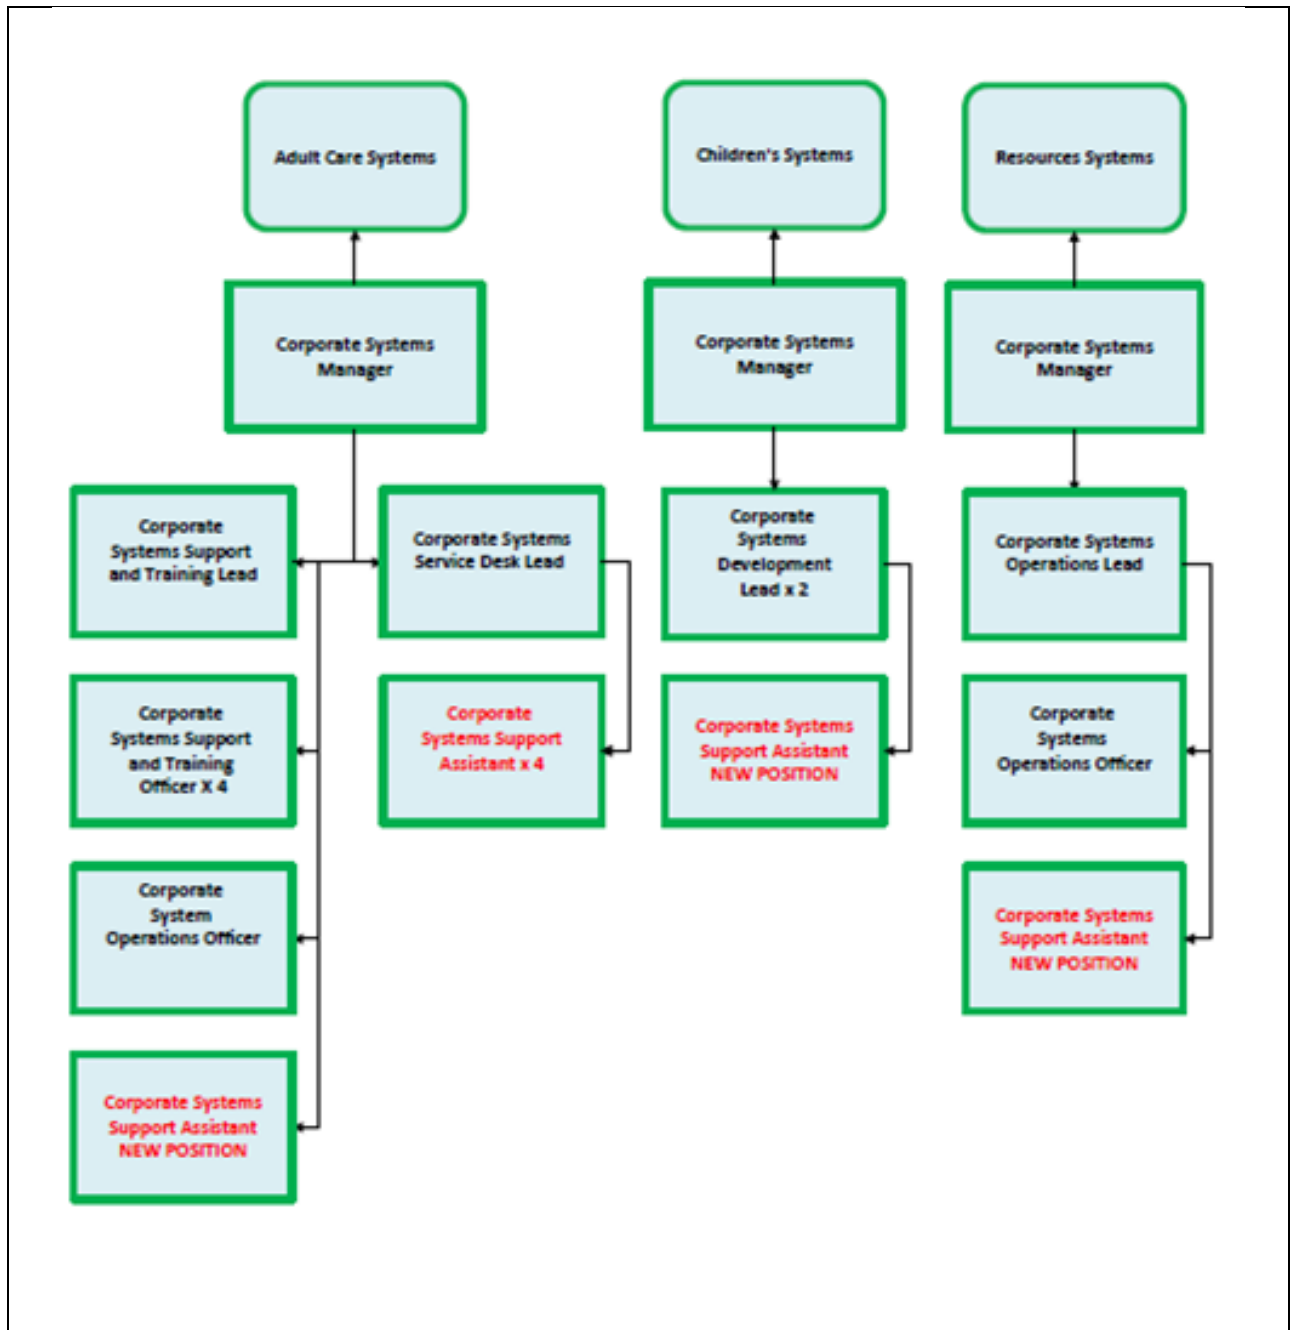 Adult Care Systems
Children's Systems
Resources Systems
Corporate Systems
Manager
Corporate Systems
Manager
Corporate Systems
Manager
Corporate
Systems Support
and Training Lead
Corporate Systems
Service Desk Lead
Corporate
Systems
Development
Lead x 2
Corporate Systems
Operations Lead
Corporate
Systems Support
and Training
Officer X 4
Corporate
Systems Support
Assistant x 4
Corporate Systems
Support Assistant
NEW POSITION
Corporate
Systems
Operations Officer
Corporate
System
Operations Officer
Corporate Systems
Support Assistant
NEW POSITION
Corporate Systems
Support Assistant
NEW POSITION